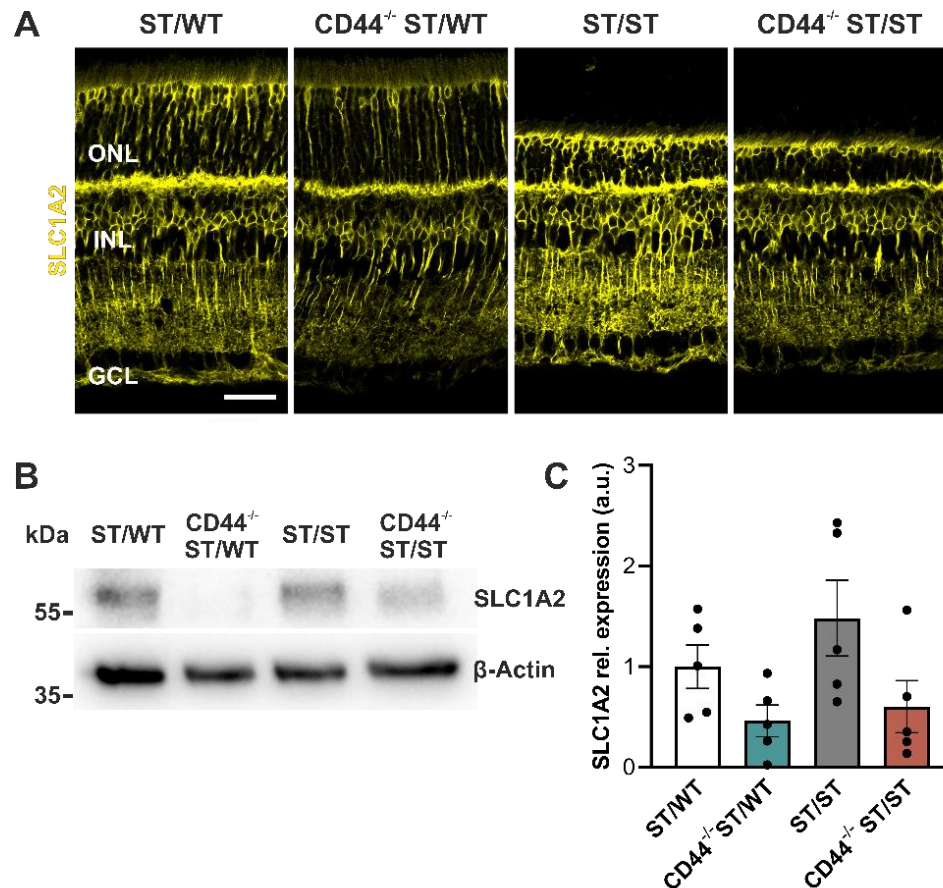 A
ST/WT
CD44-/- ST/WT
ST/ST
CD44-/- ST/ST
SLC1A2
ONL
INL
GCL
B
kDa
ST/WT
CD44-/-
ST/WT
ST/ST
CD44-/-
ST/ST
55-
SLC1A2
35-
β-Actin
C
SLC1A2 rel. expression (a.u.)
3
2
1
0
ST/WT
CD44-/- ST/WT
ST/ST
CD44-/- ST/ST